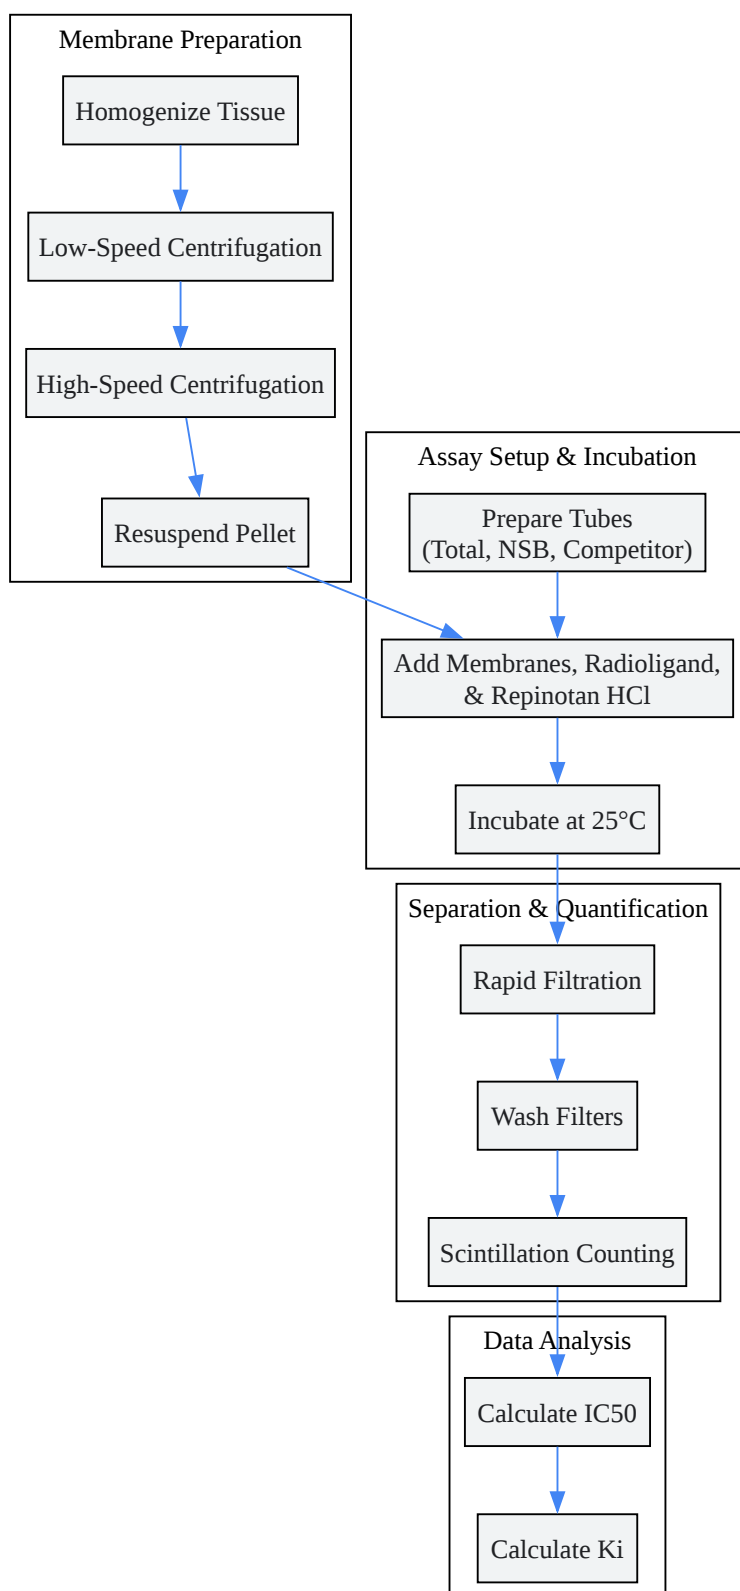 Membrane Preparation
Homogenize Tissue
Low-Speed Centrifugation
High-Speed Centrifugation
Resuspend Pellet
Assay Setup & Incubation
Prepare Tubes
(Total, NSB, Competitor)
Add Membranes, Radioligand,
& Repinotan HCl
Incubate at 25°C
Separation & Quantification
Rapid Filtration
Wash Filters
Scintillation Counting
Data Analysis
Calculate IC50
Calculate Ki